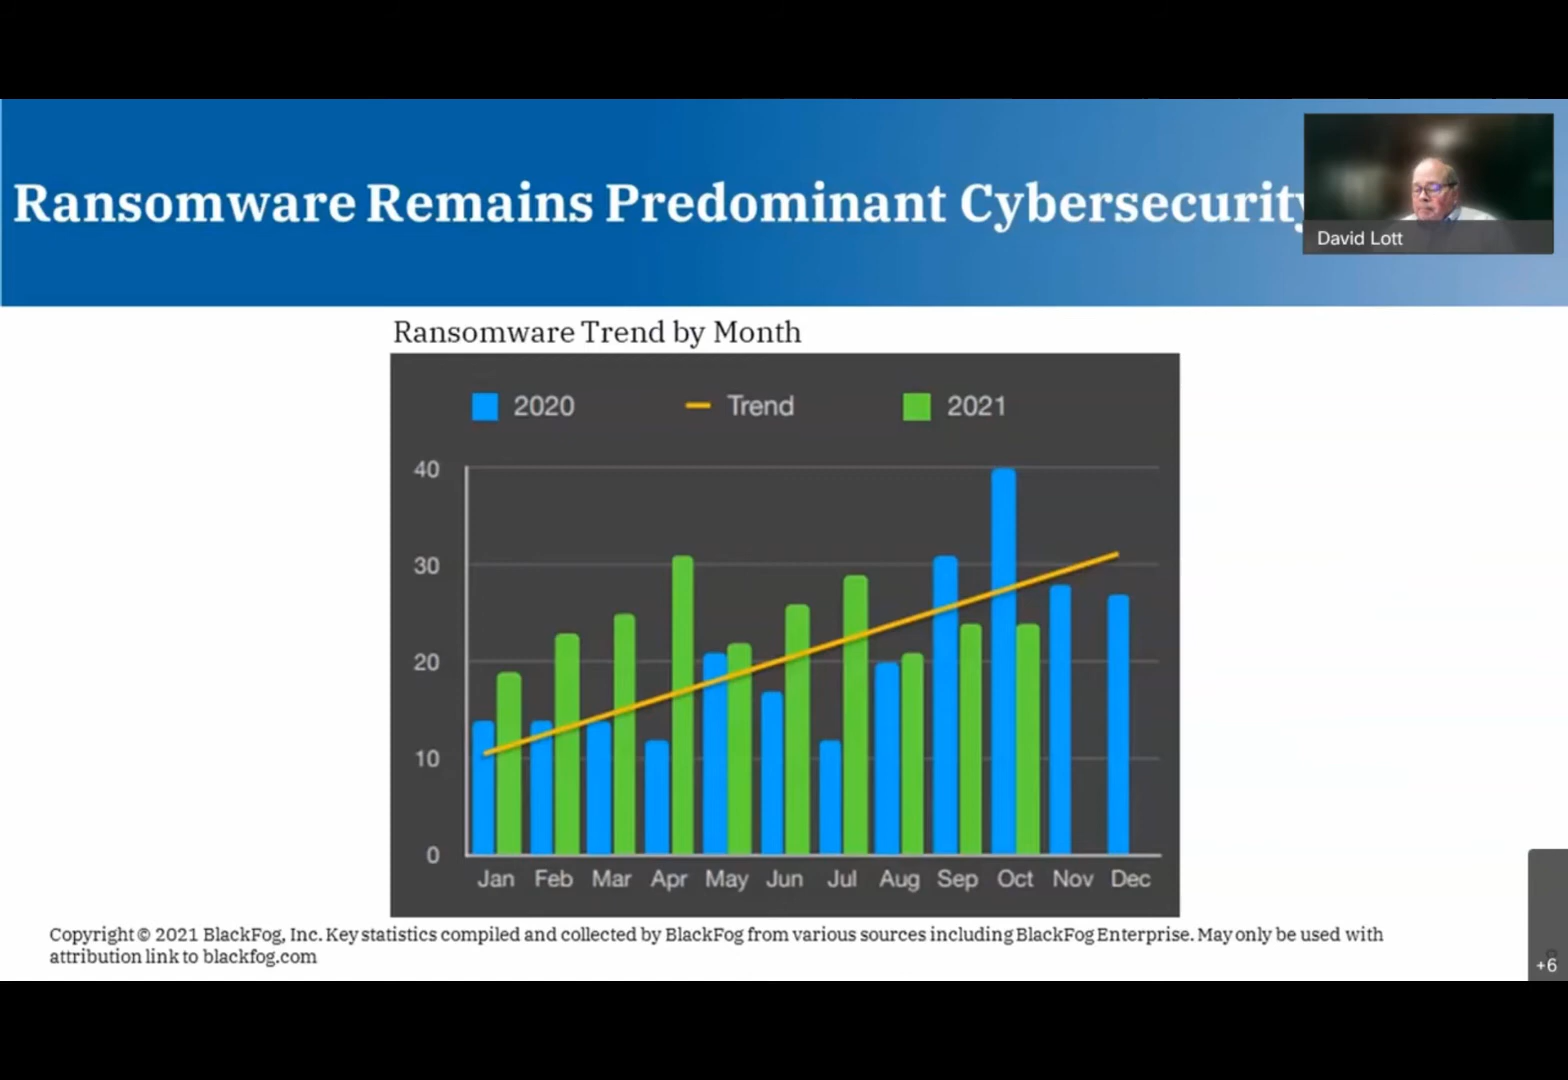 Ransomware Remains Predominant Cybersecurity
David Lott
Ransomware Trend by Month
2020 Trend 2021
40
30
20
10
0
Jan Feb Mar Apr May Jun Jul Aug Sep Oct Nov Dec
Copyright © 2021 BlackFog, Inc. Key statistics compiled and collected by BlackFog from various sources including BlackFog Enterprise. May only be used with
attribution link to blackfog.com
+6